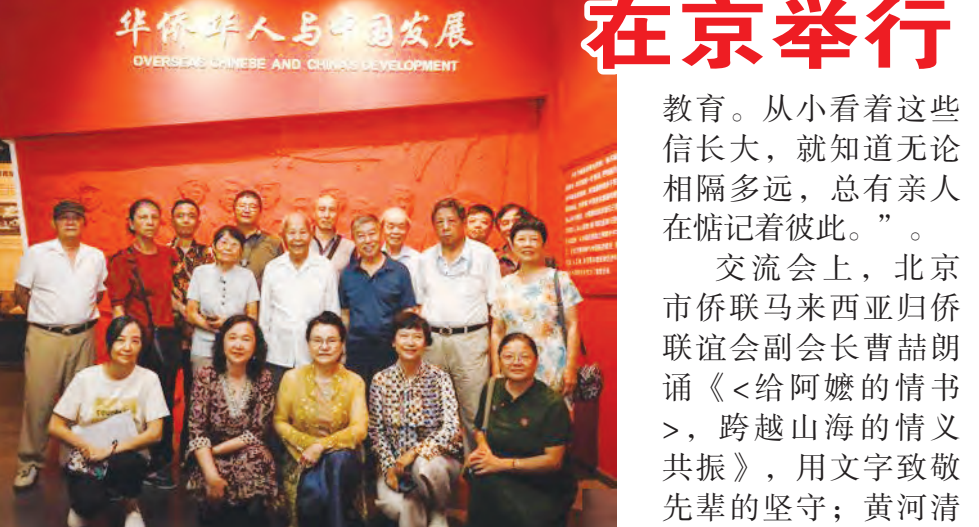 华侨华人与中国发展
OVERSEAS CHINESE AND CHINA'S DEVELOPMENT
在京举行
教育。从小看着这些
信长大，就知道无论
相隔多远，总有亲人
在惦记着彼此。”。
交流会上，北京
市侨联马来西亚归侨
联谊会副会长曹喆朗
诵《<给阿嬷的情书
>，跨越山海的情义
共振》，用文字致敬
先辈的坚守；黄河清